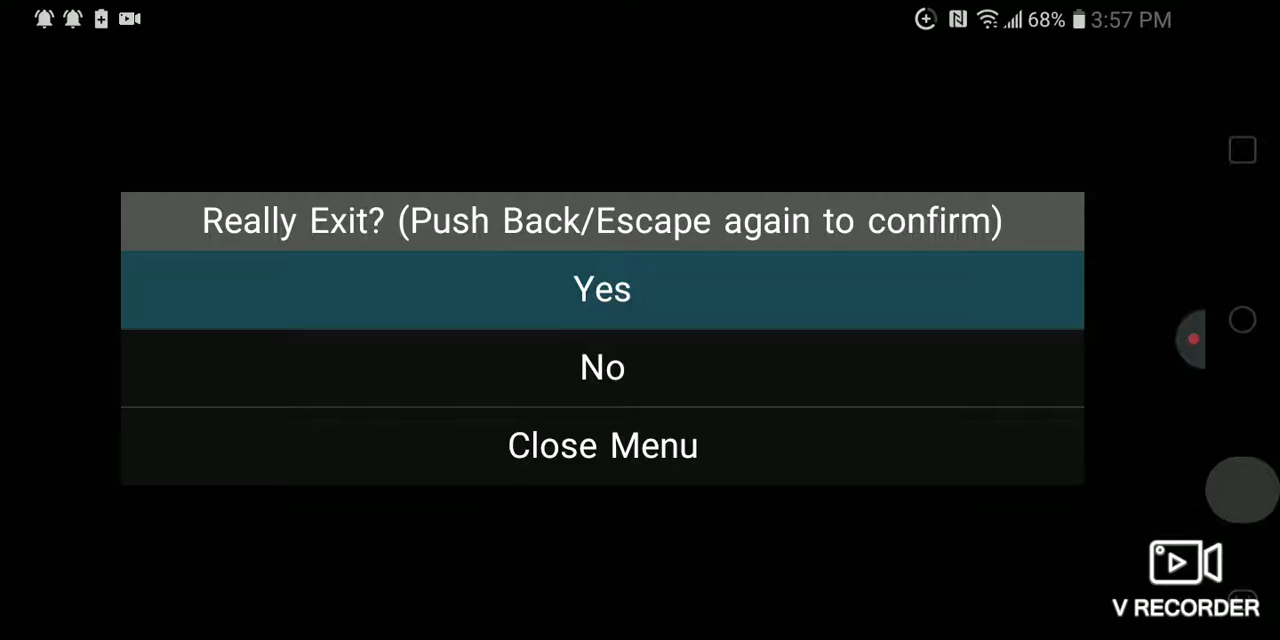 68% 3:57 PM
Really Exit? (Push Back/Escape again to confirm)
Yes
No
Close Menu
V RECORDER